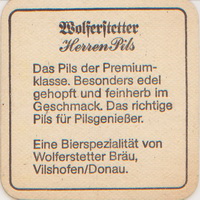 Wolferstetter
Herren Pils
Das Pils der Premium-
klasse. Besonders edel
gehopft und feinherb im
Geschmack. Das richtige
Pils für Pilsgenießer.
Eine Bierspezialität von
Wolferstetter Bräu,
Vilshofen/Donau.